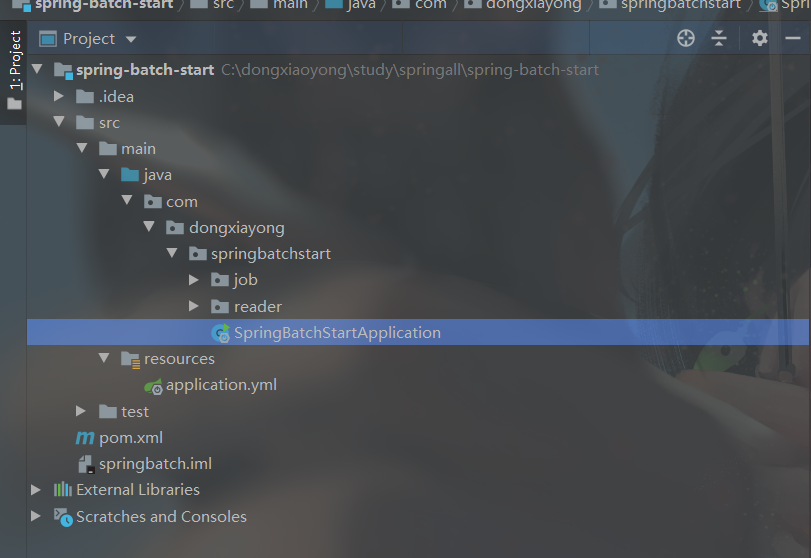 spring-batch-start src main java com dongxiayong springbatchstart Spri
1: Project
Project
spring-batch-start C:\dongxiaoyong\study\springall\spring-batch-start
.idea
src
main
java
com
dongxiayong
springbatchstart
job
reader
SpringBatchStartApplication
resources
application.yml
test
pom.xml
springbatch.iml
External Libraries
Scratches and Consoles